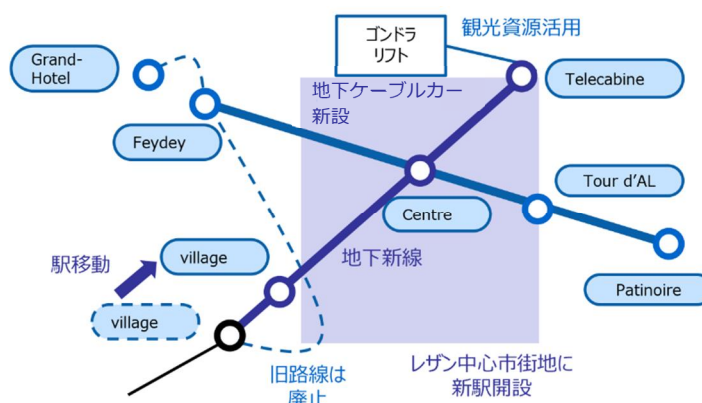 ゴンドラ
リフト
観光資源活用
Grand-
Hotel
Telecabine
地下ケーブルカー
新設
Feydey
Tour d'AL
Centre
village
地下新線
駅移動
village
Patinoire
旧路線は
廃止
レザン中心市街地に
新駅開設